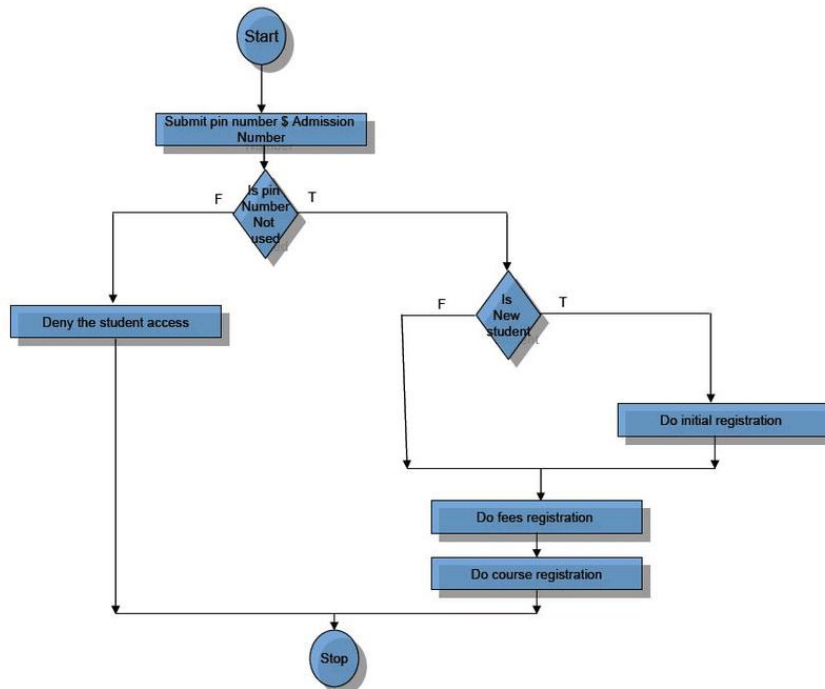 Start
Submit pin number $ Admission
Number
F
T
Is pin
Number
Not
used
Deny the student access
F
T
Is
New
student
Do initial registration
Do fees registration
Do course registration
Stop